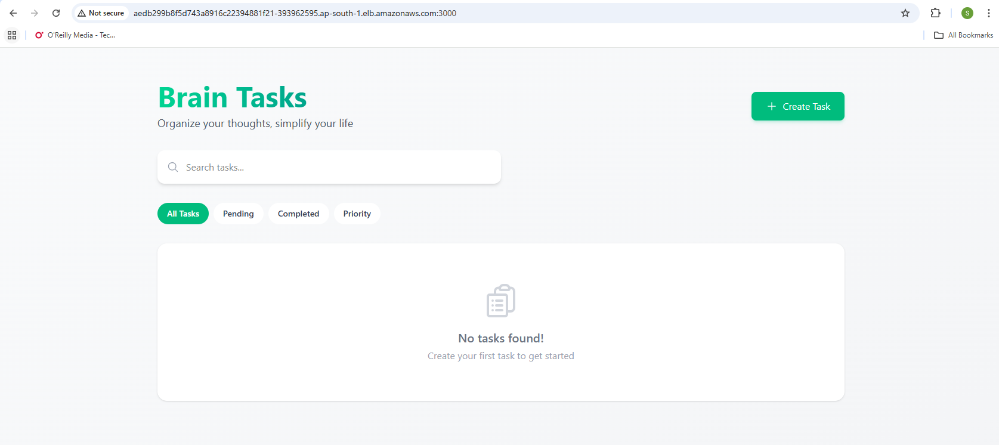 Not secure
aedb299b8f5d743a8916c22394881f21-393962595.ap-south-1.elb.amazonaws.com:3000
S
O'Reilly Media - Tec...
All Bookmarks
Brain Tasks
Organize your thoughts, simplify your life
Create Task
Search tasks...
All Tasks
Pending
Completed
Priority
No tasks found!
Create your first task to get started